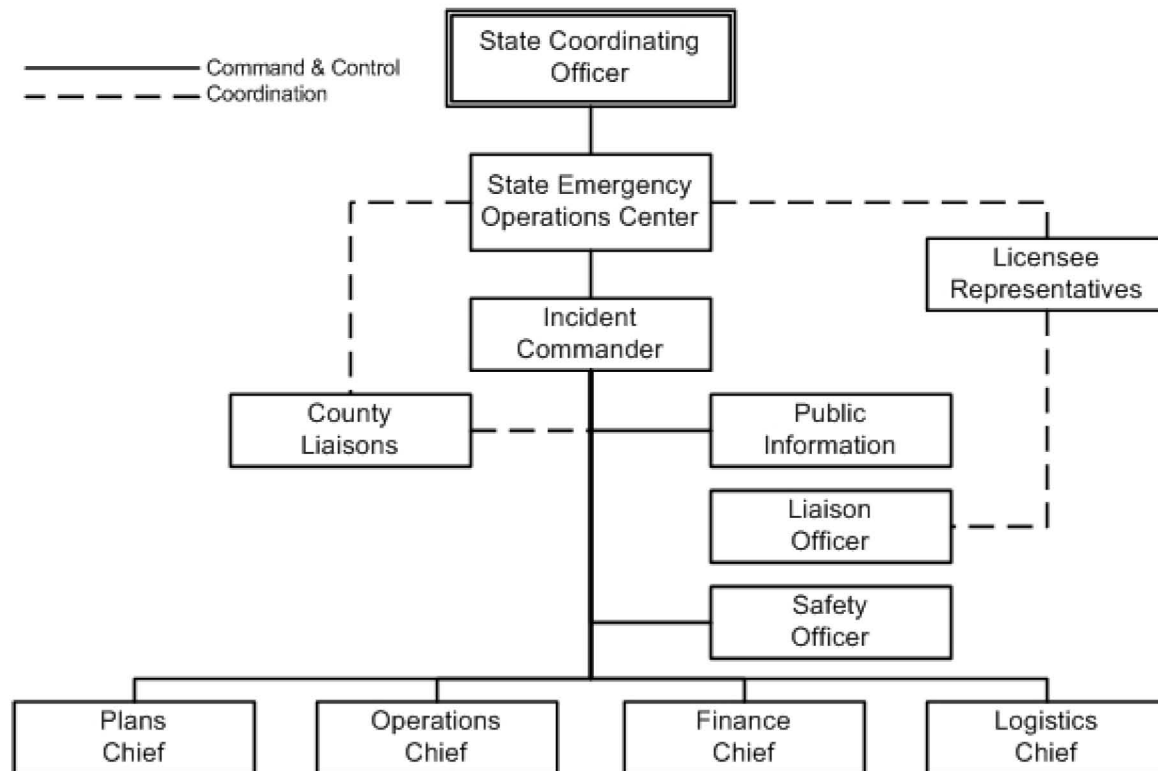 State Coordinating
Officer
Command & Control
Coordination
State Emergency
Operations Center
Licensee
Representatives
Incident
Commander
County
Liaisons
Public
Information
Liaison
Officer
Safety
Officer
Plans
Chief
Operations
Chief
Finance
Chief
Logistics
Chief